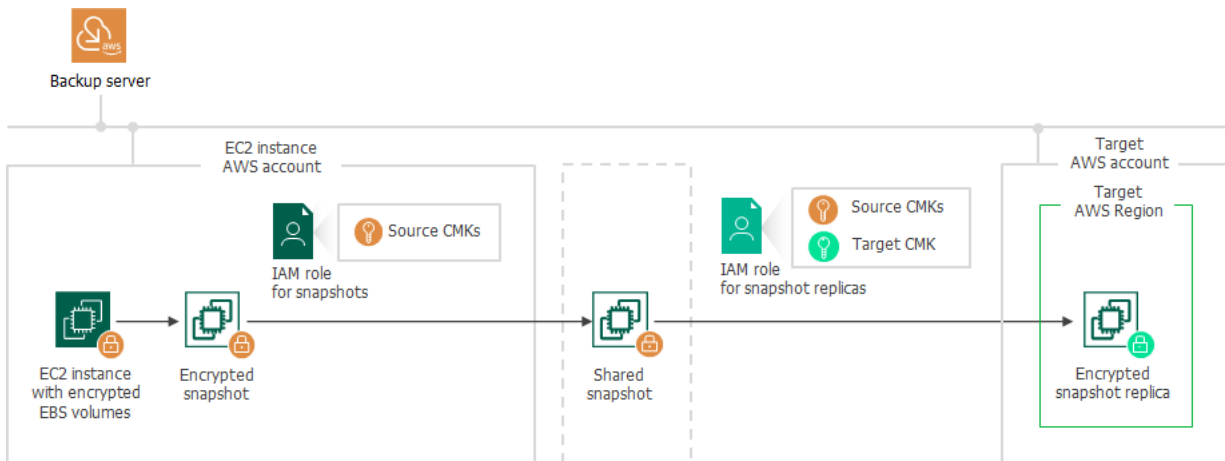 aws
Backup server
EC2 instance
AWS account
Target
AWS account
Target
AWS Region
Source CMKs
Source CMKs
Target CMK
IAM role
for snapshots
IAM role
for snapshot replicas
EC2 instance
with encrypted
EBS volumes
Encrypted
snapshot
Shared
snapshot
Encrypted
snapshot replica